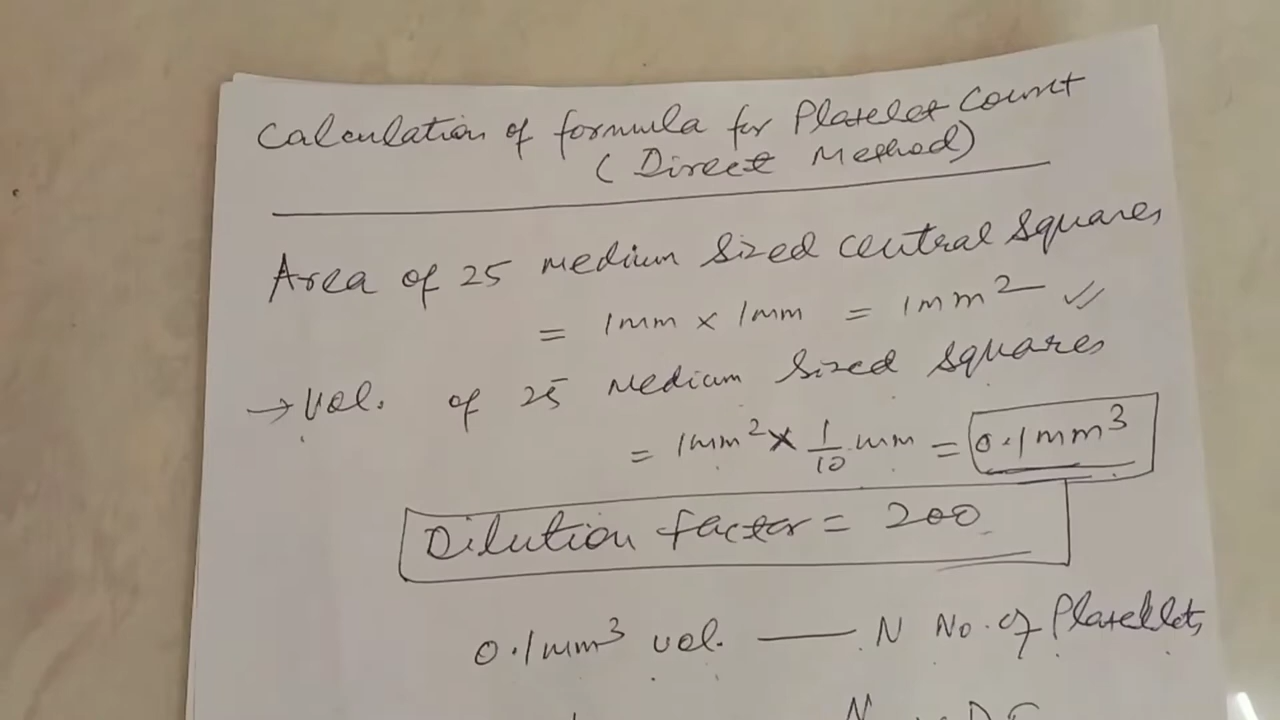 Calculation of formula for Platelet Count
(Direct Method)
Area of 25 medium sized central squares
= 1mm × 1mm = 1mm²
→ Vol. of 25 Medium sized squares
= 1mm² × 1/10 mm = 0.1mm³
Dilution factor = 200
0.1mm³ vol. — N No. of Platelets
N